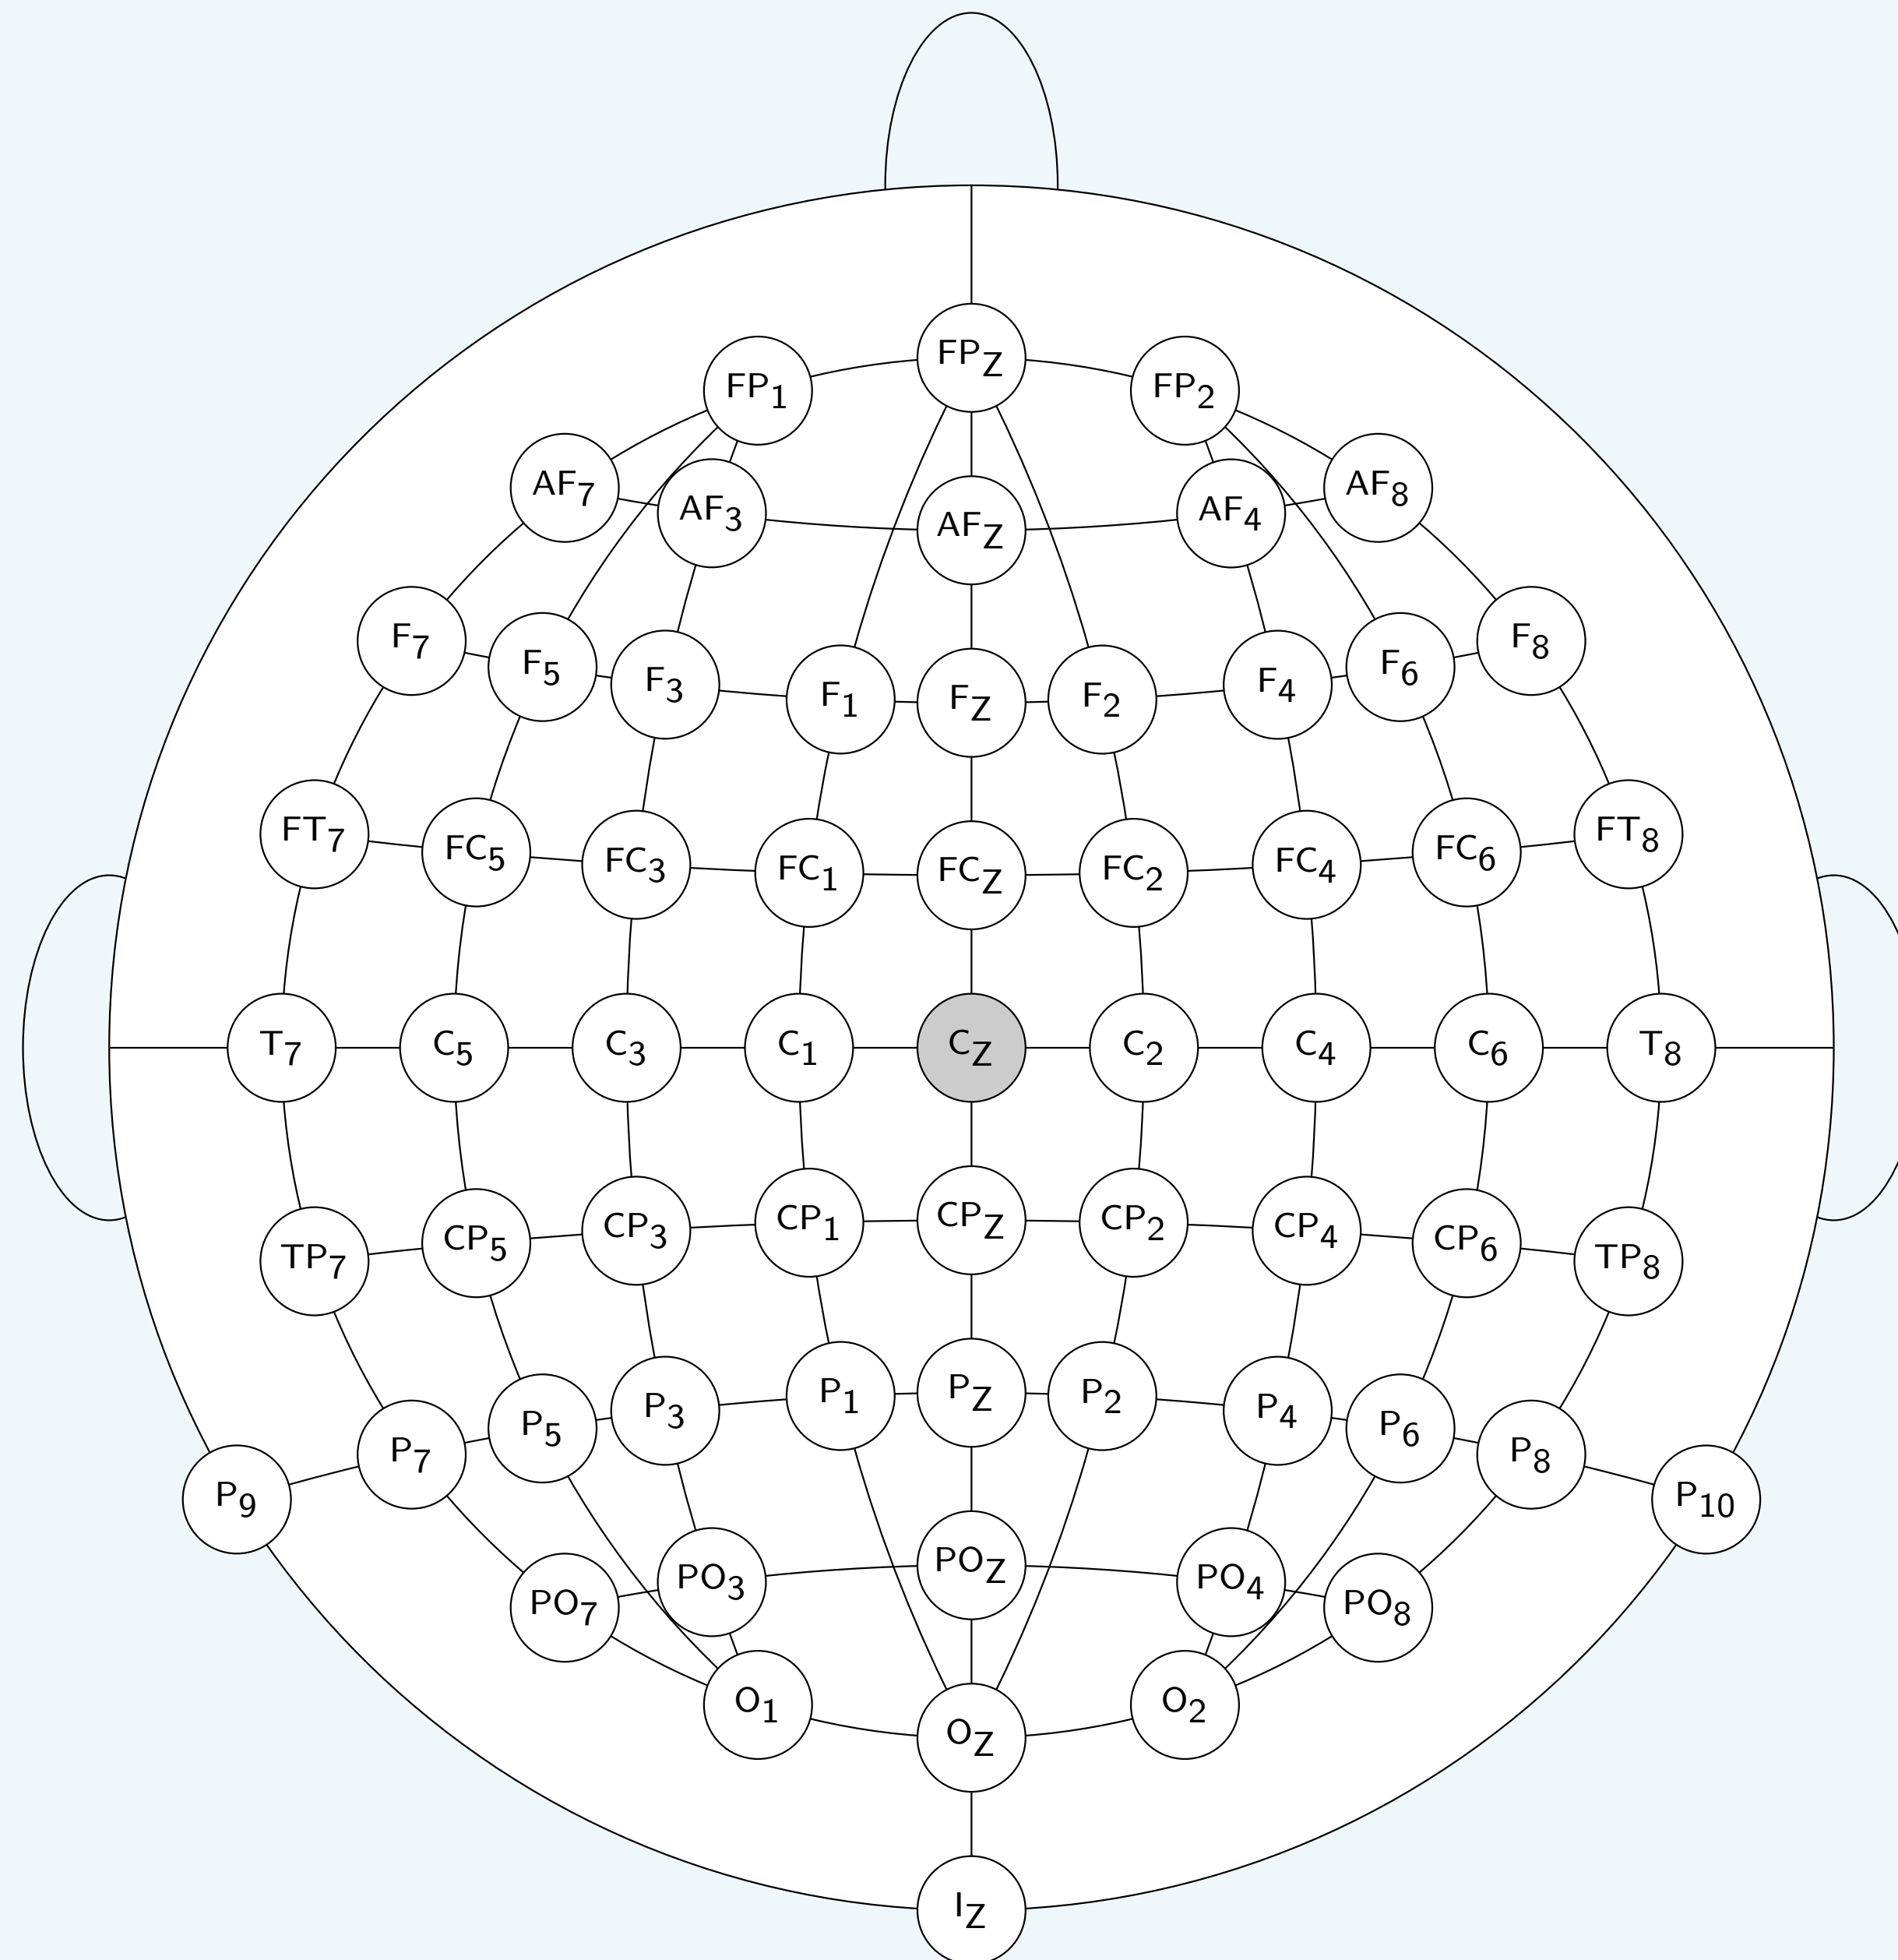 FPZ
FP1 FP2
AF7 AF8
AF3 AFZ AF4
F7 F5 F3 F1 FZ F2 F4 F6 F8
FT7 FC5 FC3 FC1 FCZ FC2 FC4 FC6 FT8
T7 C5 C3 C1 CZ C2 C4 C6 T8
TP7 CP5 CP3 CP1 CPZ CP2 CP4 CP6 TP8
P9 P7 P5 P3 P1 PZ P2 P4 P6 P8 P10
PO7 PO3 POZ PO4 PO8
O1 OZ O2
IZ